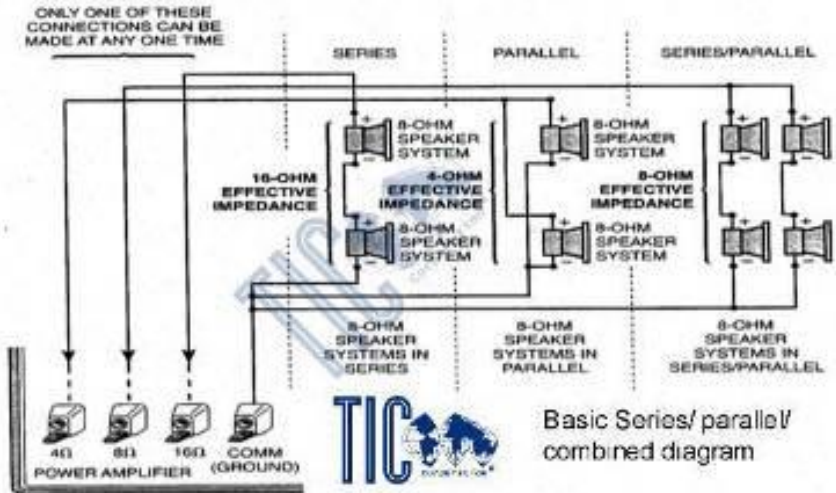 ONLY ONE OF THESE
CONNECTIONS CAN BE
MADE AT ANY ONE TIME
SERIES
PARALLEL
SERIES/PARALLEL
+
8-OHM
SPEAKER
SYSTEM
–
16-OHM
EFFECTIVE
IMPEDANCE
+
8-OHM
SPEAKER
SYSTEM
–
+
8-OHM
SPEAKER
SYSTEM
–
4-OHM
EFFECTIVE
IMPEDANCE
+
8-OHM
SPEAKER
SYSTEM
–
+ +
– –
8-OHM
EFFECTIVE
IMPEDANCE
+ +
– –
8-OHM
SPEAKER
SYSTEMS IN
SERIES
8-OHM
SPEAKER
SYSTEMS IN
PARALLEL
8-OHM
SPEAKER
SYSTEMS IN
SERIES/PARALLEL
4Ω 8Ω 16Ω COMM
(GROUND)
POWER AMPLIFIER
TIC
TIC
Basic Series/ parallel/
combined diagram